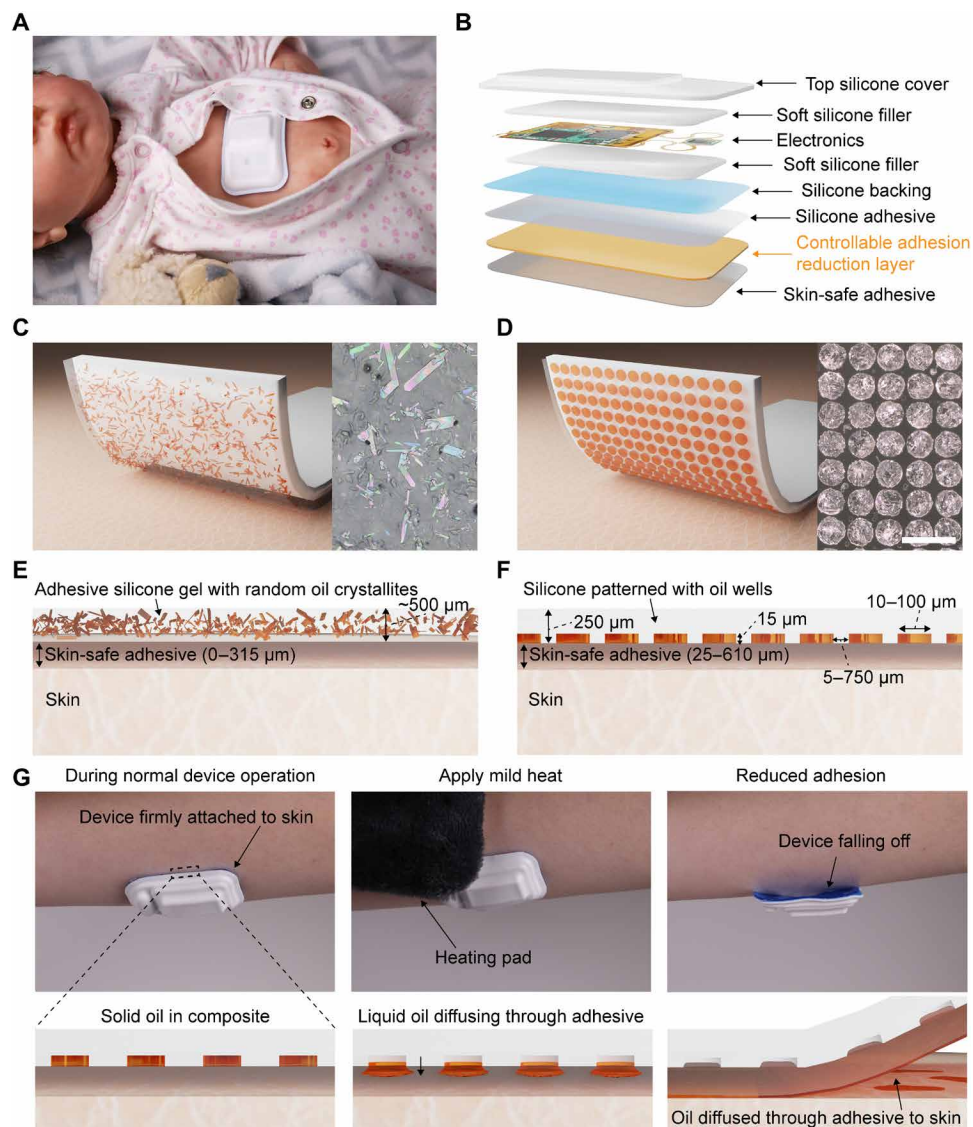 A
B
Top silicone cover
Soft silicone filler
Electronics
Soft silicone filler
Silicone backing
Silicone adhesive
Controllable adhesion
reduction layer
Skin-safe adhesive
C
D
E
Adhesive silicone gel with random oil crystallites
~500 µm
Skin-safe adhesive (0–315 µm)
Skin
F
Silicone patterned with oil wells
10–100 µm
250 µm
15 µm
Skin-safe adhesive (25–610 µm)
5–750 µm
Skin
G
During normal device operation
Apply mild heat
Reduced adhesion
Device firmly attached to skin
Heating pad
Device falling off
Solid oil in composite
Liquid oil diffusing through adhesive
Oil diffused through adhesive to skin